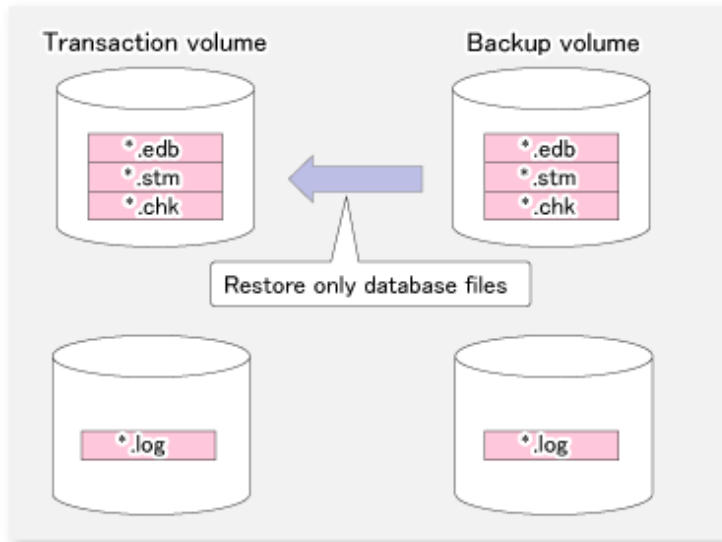 Transaction volume
Backup volume
*.edb
*.stm
*.chk
*.edb
*.stm
*.chk
Restore only database files
*.log
*.log